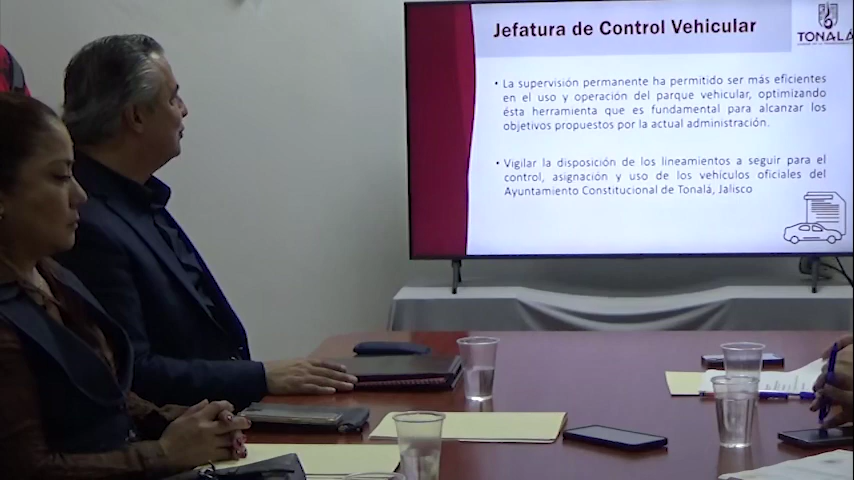 Jefatura de Control Vehicular
TONALÁ
• La supervisión permanente ha permitido ser más eficientes
en el uso y operación del parque vehicular, optimizando
ésta herramienta que es fundamental para alcanzar los
objetivos propuestos por la actual administración.
• Vigilar la disposición de los lineamientos a seguir para el
control, asignación y uso de los vehículos oficiales del
Ayuntamiento Constitucional de Tonalá, Jalisco